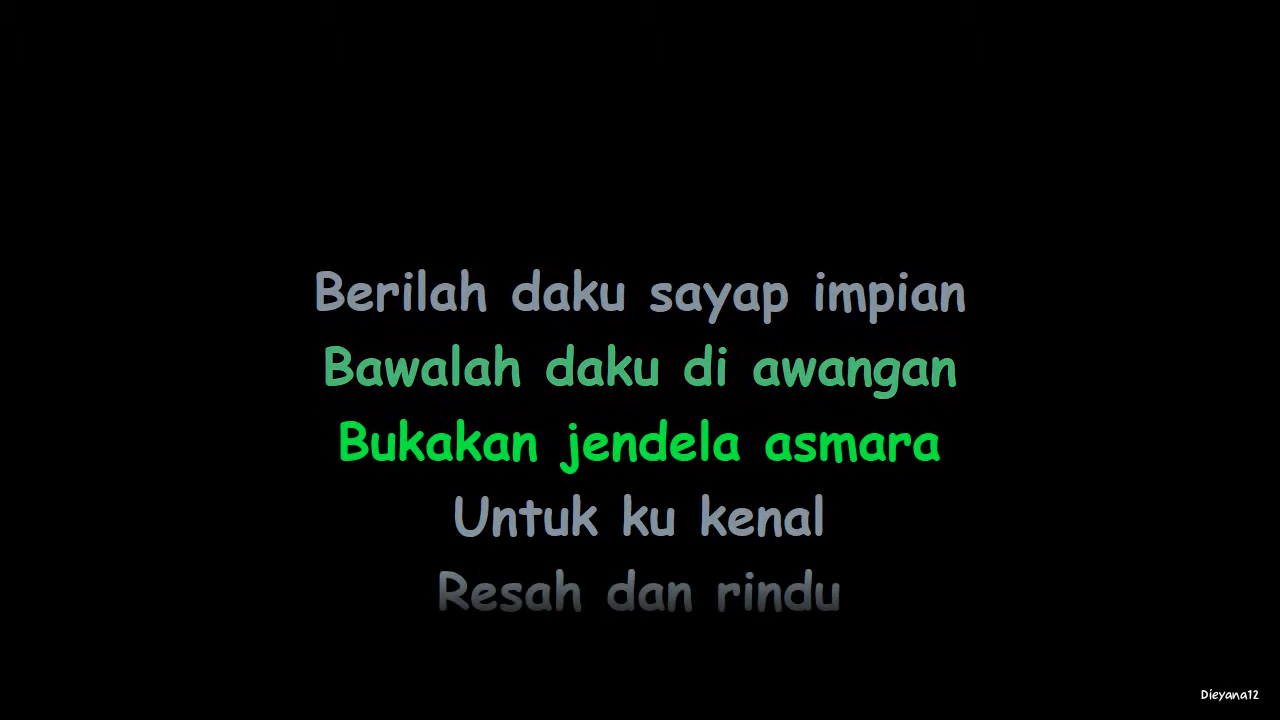 Berilah daku sayap impian
Bawalah daku di awangan
Bukakan jendela asmara
Untuk ku kenal
Resah dan rindu
Dieyana12